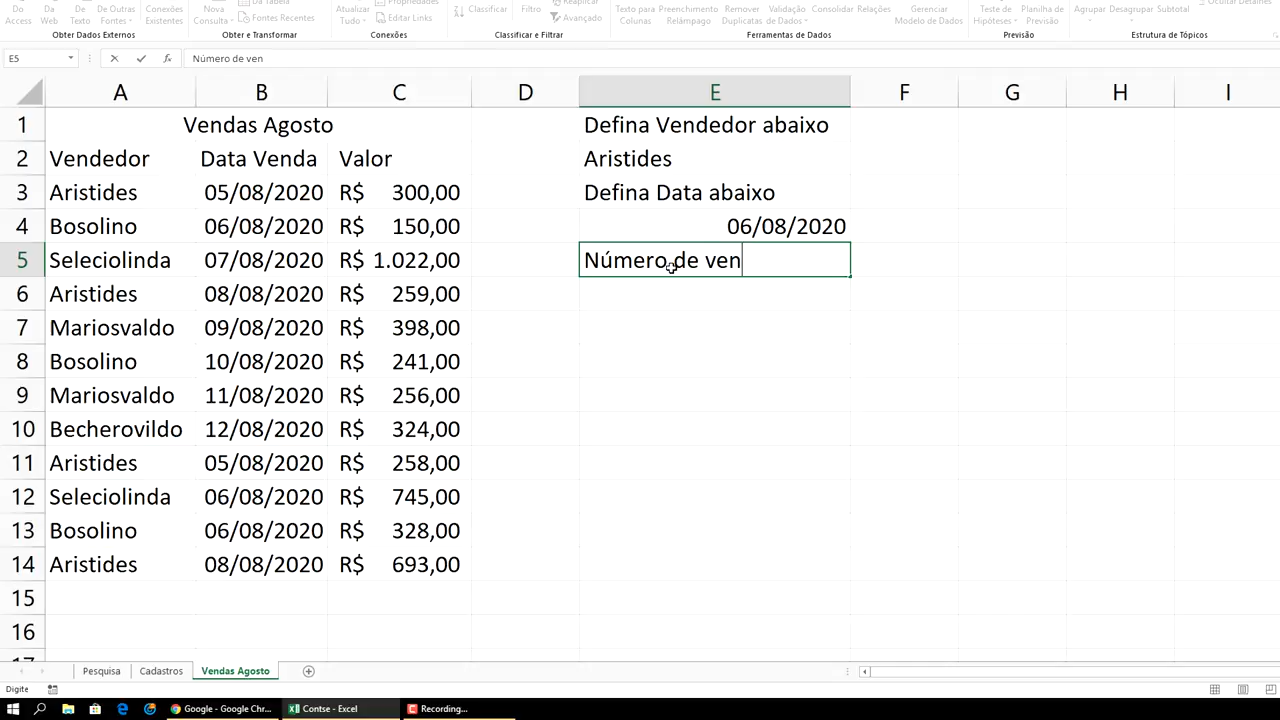 Do Access
Da Web
De Texto
De Outras Fontes
Conexões Existentes
Nova Consulta
Da Tabela
Fontes Recentes
Atualizar Tudo
Propriedades
Editar Links
Classificar
Filtro
Reaplicar
Avançado
Texto para Colunas
Preenchimento Relâmpago
Remover Duplicatas
Validação de Dados
Consolidar
Relações
Gerenciar Modelo de Dados
Teste de Hipóteses
Planilha de Previsão
Agrupar
Desagrupar
Subtotal
Ocultar Detalhes
Obter Dados Externos
Obter e Transformar
Conexões
Classificar e Filtrar
Ferramentas de Dados
Previsão
Estrutura de Tópicos
E5 fx Número de ven
A B C D E F G H I
1 Vendas Agosto Defina Vendedor abaixo
2 Vendedor Data Venda Valor Aristides
3 Aristides 05/08/2020 R$ 300,00 Defina Data abaixo
4 Bosolino 06/08/2020 R$ 150,00 06/08/2020
5 Seleciolinda 07/08/2020 R$ 1.022,00 Número de ven
6 Aristides 08/08/2020 R$ 259,00
7 Mariosvaldo 09/08/2020 R$ 398,00
8 Bosolino 10/08/2020 R$ 241,00
9 Mariosvaldo 11/08/2020 R$ 256,00
10 Becherovildo 12/08/2020 R$ 324,00
11 Aristides 05/08/2020 R$ 258,00
12 Seleciolinda 06/08/2020 R$ 745,00
13 Bosolino 06/08/2020 R$ 328,00
14 Aristides 08/08/2020 R$ 693,00
15
16
17
Pesquisa Cadastros Vendas Agosto
Digite
Google - Google Chr... Contse - Excel Recording...